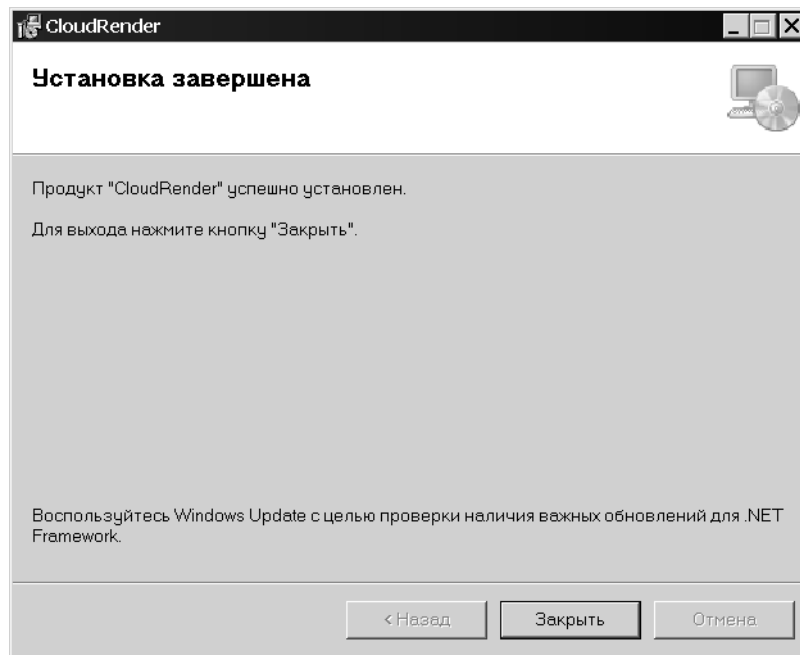 CloudRender
Установка завершена
Продукт "CloudRender" успешно установлен.
Для выхода нажмите кнопку "Закрыть".
Воспользуйтесь Windows Update с целью проверки наличия важных обновлений для .NET
Framework.
< Назад
Закрыть
Отмена